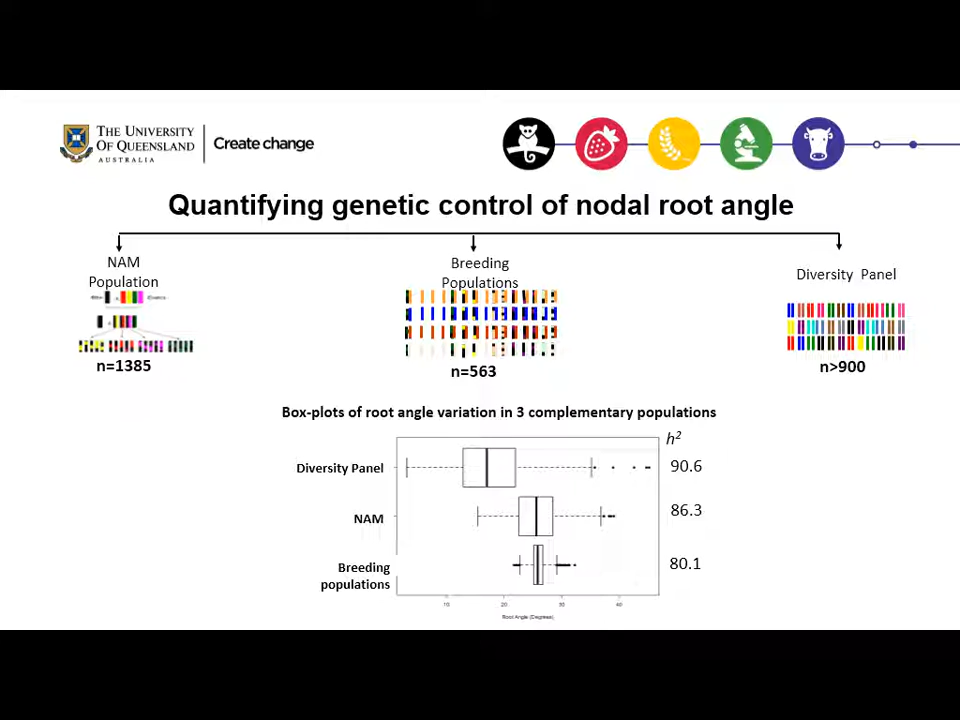 THE UNIVERSITY
OF QUEENSLAND
AUSTRALIA
Create change
Quantifying genetic control of nodal root angle
NAM
Population
n=1385
Breeding
Populations
n=563
Diversity Panel
n>900
Box-plots of root angle variation in 3 complementary populations
h²
Diversity Panel
90.6
NAM
86.3
Breeding
populations
80.1
10 20 30 40
Root Angle (Degrees)